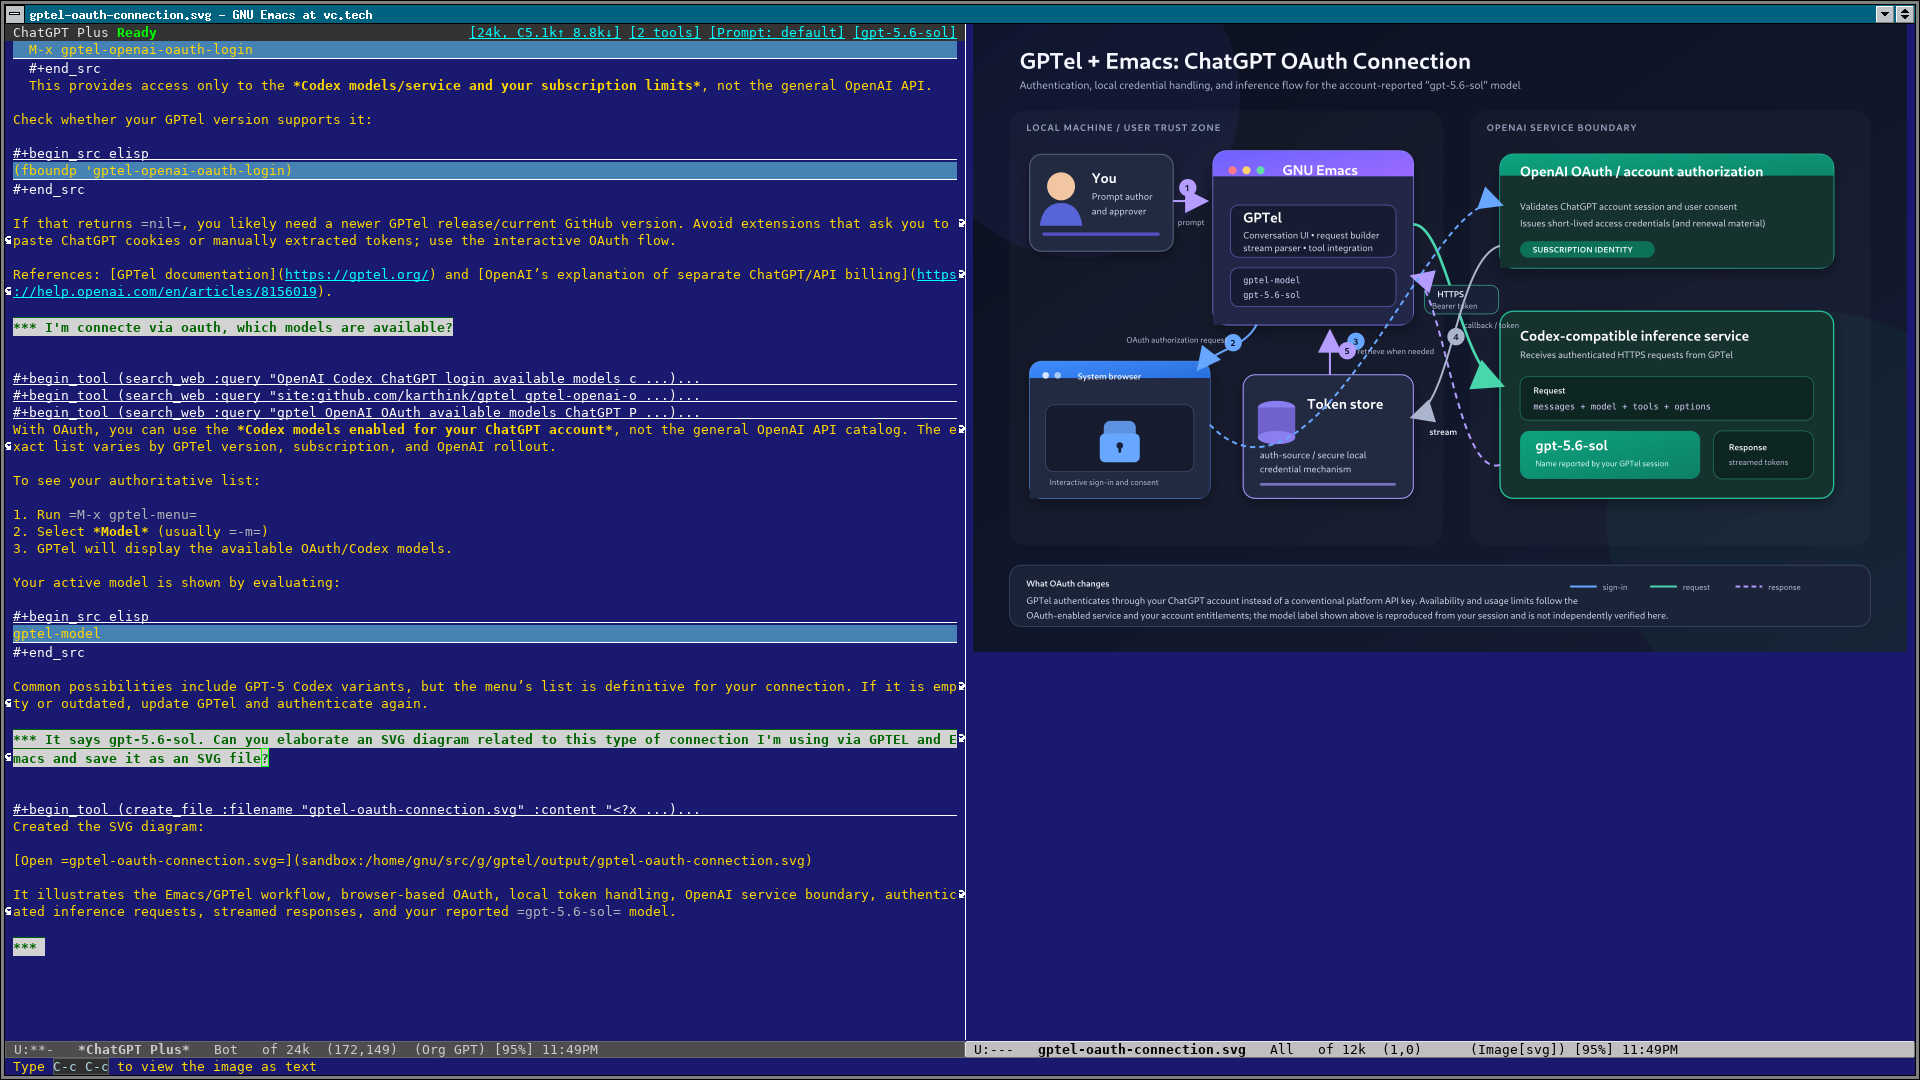 gptel-oauth-connection.svg - GNU Emacs at vc.tech
ChatGPT Plus Ready [24k, C5.1k↑ 8.8k↓] [2 tools] [Prompt: default] [gpt-5.6-sol]
M-x gptel-openai-oauth-login
#+end_src
This provides access only to the *Codex models/service and your subscription limits*, not the general OpenAI API.
Check whether your GPTel version supports it:
#+begin_src elisp
(fboundp 'gptel-openai-oauth-login)
#+end_src
If that returns =nil=, you likely need a newer GPTel release/current GitHub version. Avoid extensions that ask you to
paste ChatGPT cookies or manually extracted tokens; use the interactive OAuth flow.
References: [GPTel documentation](https://gptel.org/) and [OpenAI’s explanation of separate ChatGPT/API billing](https
://help.openai.com/en/articles/8156019).
*** I'm connecte via oauth, which models are available?
#+begin_tool (search_web :query "OpenAI Codex ChatGPT login available models c ...)...
#+begin_tool (search_web :query "site:github.com/karthink/gptel gptel-openai-o ...)...
#+begin_tool (search_web :query "gptel OpenAI OAuth available models ChatGPT P ...)...
With OAuth, you can use the *Codex models enabled for your ChatGPT account*, not the general OpenAI API catalog. The e
xact list varies by GPTel version, subscription, and OpenAI rollout.
To see your authoritative list:
1. Run =M-x gptel-menu=
2. Select *Model* (usually =-m=)
3. GPTel will display the available OAuth/Codex models.
Your active model is shown by evaluating:
#+begin_src elisp
gptel-model
#+end_src
Common possibilities include GPT-5 Codex variants, but the menu’s list is definitive for your connection. If it is emp
ty or outdated, update GPTel and authenticate again.
*** It says gpt-5.6-sol. Can you elaborate an SVG diagram related to this type of connection I'm using via GPTEL and E
macs and save it as an SVG file?
#+begin_tool (create_file :filename "gptel-oauth-connection.svg" :content "<?x ...)...
Created the SVG diagram:
[Open =gptel-oauth-connection.svg=](sandbox:/home/gnu/src/g/gptel/output/gptel-oauth-connection.svg)
It illustrates the Emacs/GPTel workflow, browser-based OAuth, local token handling, OpenAI service boundary, authentic
ated inference requests, streamed responses, and your reported =gpt-5.6-sol= model.
***
U:**- *ChatGPT Plus* Bot of 24k (172,149) (Org GPT) [95%] 11:49PM
Type C-c C-c to view the image as text
GPTel + Emacs: ChatGPT OAuth Connection
Authentication, local credential handling, and inference flow for the account-reported “gpt-5.6-sol” model
LOCAL MACHINE / USER TRUST ZONE
You
Prompt author
and approver
1
prompt
GNU Emacs
GPTel
Conversation UI • request builder
stream parser • tool integration
gptel-model
gpt-5.6-sol
OAuth authorization request
2
3
5
retrieve when needed
System browser
Interactive sign-in and consent
Token store
auth-source / secure local
credential mechanism
HTTPS
Bearer token
callback / token
4
stream
OPENAI SERVICE BOUNDARY
OpenAI OAuth / account authorization
Validates ChatGPT account session and user consent
Issues short-lived access credentials (and renewal material)
SUBSCRIPTION IDENTITY
Codex-compatible inference service
Receives authenticated HTTPS requests from GPTel
Request
messages + model + tools + options
gpt-5.6-sol
Name reported by your GPTel session
Response
streamed tokens
What OAuth changes
sign-in request response
GPTel authenticates through your ChatGPT account instead of a conventional platform API key. Availability and usage limits follow the
OAuth-enabled service and your account entitlements; the model label shown above is reproduced from your session and is not independently verified here.
U:--- gptel-oauth-connection.svg All of 12k (1,0) (Image[svg]) [95%] 11:49PM